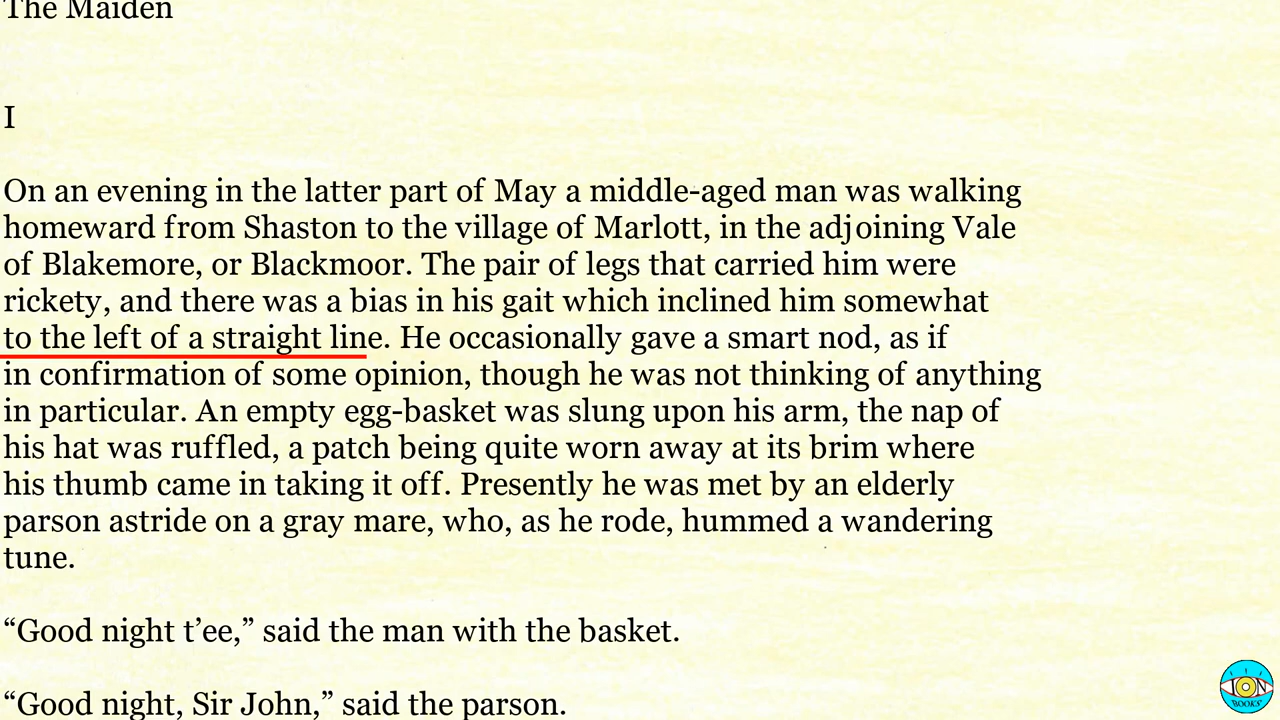 The Maiden
I
On an evening in the latter part of May a middle-aged man was walking
homeward from Shaston to the village of Marlott, in the adjoining Vale
of Blakemore, or Blackmoor. The pair of legs that carried him were
rickety, and there was a bias in his gait which inclined him somewhat
to the left of a straight line. He occasionally gave a smart nod, as if
in confirmation of some opinion, though he was not thinking of anything
in particular. An empty egg-basket was slung upon his arm, the nap of
his hat was ruffled, a patch being quite worn away at its brim where
his thumb came in taking it off. Presently he was met by an elderly
parson astride on a gray mare, who, as he rode, hummed a wandering
tune.
“Good night t’ee,” said the man with the basket.
“Good night, Sir John,” said the parson.
ION
BOOKS